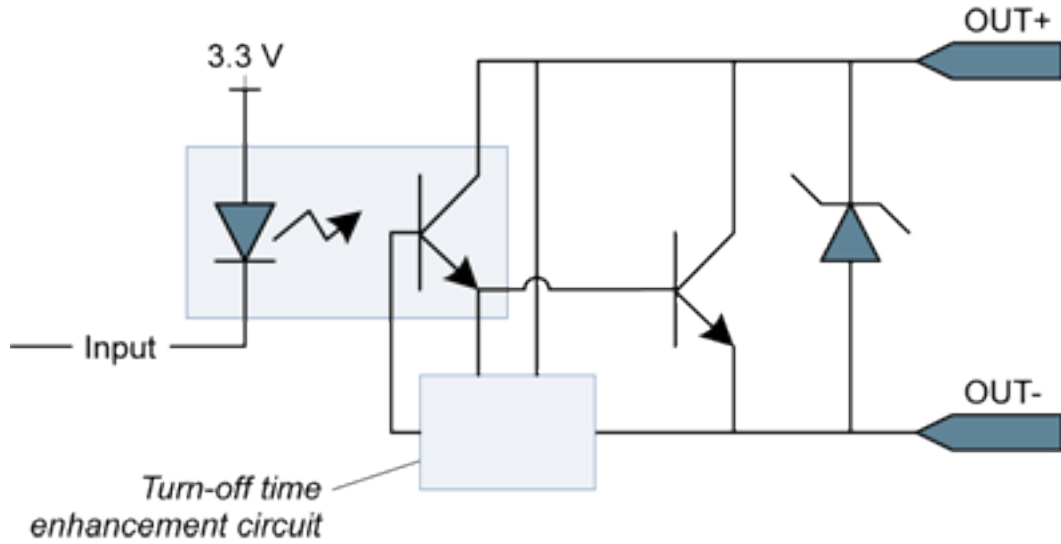 OUT+
3.3 V
Input
OUT-
Turn-off time
enhancement circuit